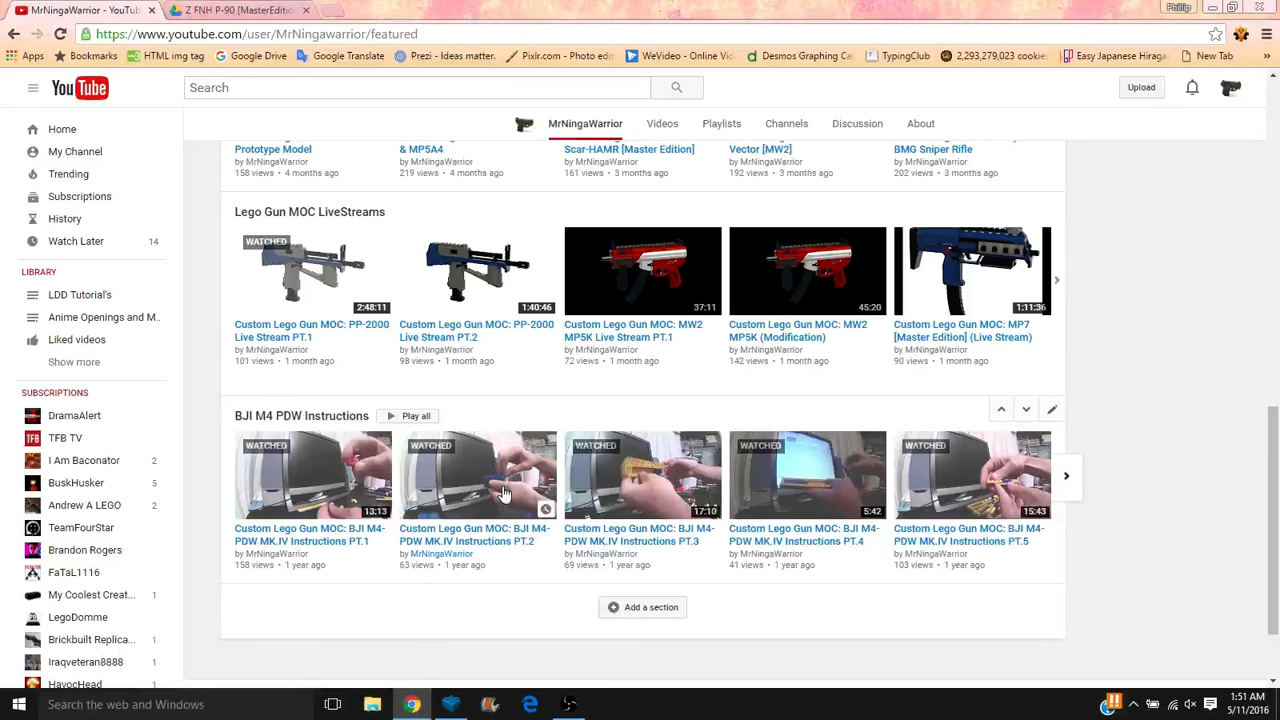 MrNingaWarrior - YouTub
Z FNH P-90 [MasterEdition
Phillip
https://www.youtube.com/user/MrNingawarrior/featured
Apps
Bookmarks
HTML img tag
Google Drive
Google Translate
Prezi - Ideas matter.
Pixlr.com - Photo edi
WeVideo - Online Vid
Desmos Graphing Cal
TypingClub
2,293,279,023 cookies
Easy Japanese Hiraga
New Tab
YouTube
Search
Upload
MrNingaWarrior
Videos
Playlists
Channels
Discussion
About
Home
My Channel
Trending
Subscriptions
History
Watch Later 14
LIBRARY
LDD Tutorial's
Anime Openings and M..
Liked videos
Show more
SUBSCRIPTIONS
DramaAlert
TFB TV
I Am Baconator 2
BuskHusker 5
Andrew A LEGO 2
TeamFourStar
Brandon Rogers
FaTaL1116
My Coolest Creat... 1
LegoDomme
Brickbuilt Replica... 1
Iraqveteran8888 1
HavocHead 1
Prototype Model
by MrNingaWarrior
158 views • 4 months ago
& MP5A4
by MrNingaWarrior
219 views • 4 months ago
Scar-HAMR [Master Edition]
by MrNingaWarrior
161 views • 3 months ago
Vector [MW2]
by MrNingaWarrior
192 views • 3 months ago
BMG Sniper Rifle
by MrNingaWarrior
202 views • 3 months ago
Lego Gun MOC LiveStreams
WATCHED
2:48:11
Custom Lego Gun MOC: PP-2000
Live Stream PT.1
by MrNingaWarrior
101 views • 1 month ago
1:40:46
Custom Lego Gun MOC: PP-2000
Live Stream PT.2
by MrNingaWarrior
98 views • 1 month ago
37:11
Custom Lego Gun MOC: MW2
MP5K Live Stream PT.1
by MrNingaWarrior
72 views • 1 month ago
45:20
Custom Lego Gun MOC: MW2
MP5K (Modification)
by MrNingaWarrior
142 views • 1 month ago
1:11:36
Custom Lego Gun MOC: MP7
[Master Edition] (Live Stream)
by MrNingaWarrior
90 views • 1 month ago
BJI M4 PDW Instructions
Play all
WATCHED
13:13
Custom Lego Gun MOC: BJI M4-
PDW MK.IV Instructions PT.1
by MrNingaWarrior
158 views • 1 year ago
WATCHED
Custom Lego Gun MOC: BJI M4-
PDW MK.IV Instructions PT.2
by MrNingaWarrior
63 views • 1 year ago
WATCHED
17:10
Custom Lego Gun MOC: BJI M4-
PDW MK.IV Instructions PT.3
by MrNingaWarrior
69 views • 1 year ago
WATCHED
5:42
Custom Lego Gun MOC: BJI M4-
PDW MK.IV Instructions PT.4
by MrNingaWarrior
41 views • 1 year ago
WATCHED
15:43
Custom Lego Gun MOC: BJI M4-
PDW MK.IV Instructions PT.5
by MrNingaWarrior
103 views • 1 year ago
Add a section
Search the web and Windows
1:51 AM
5/11/2016